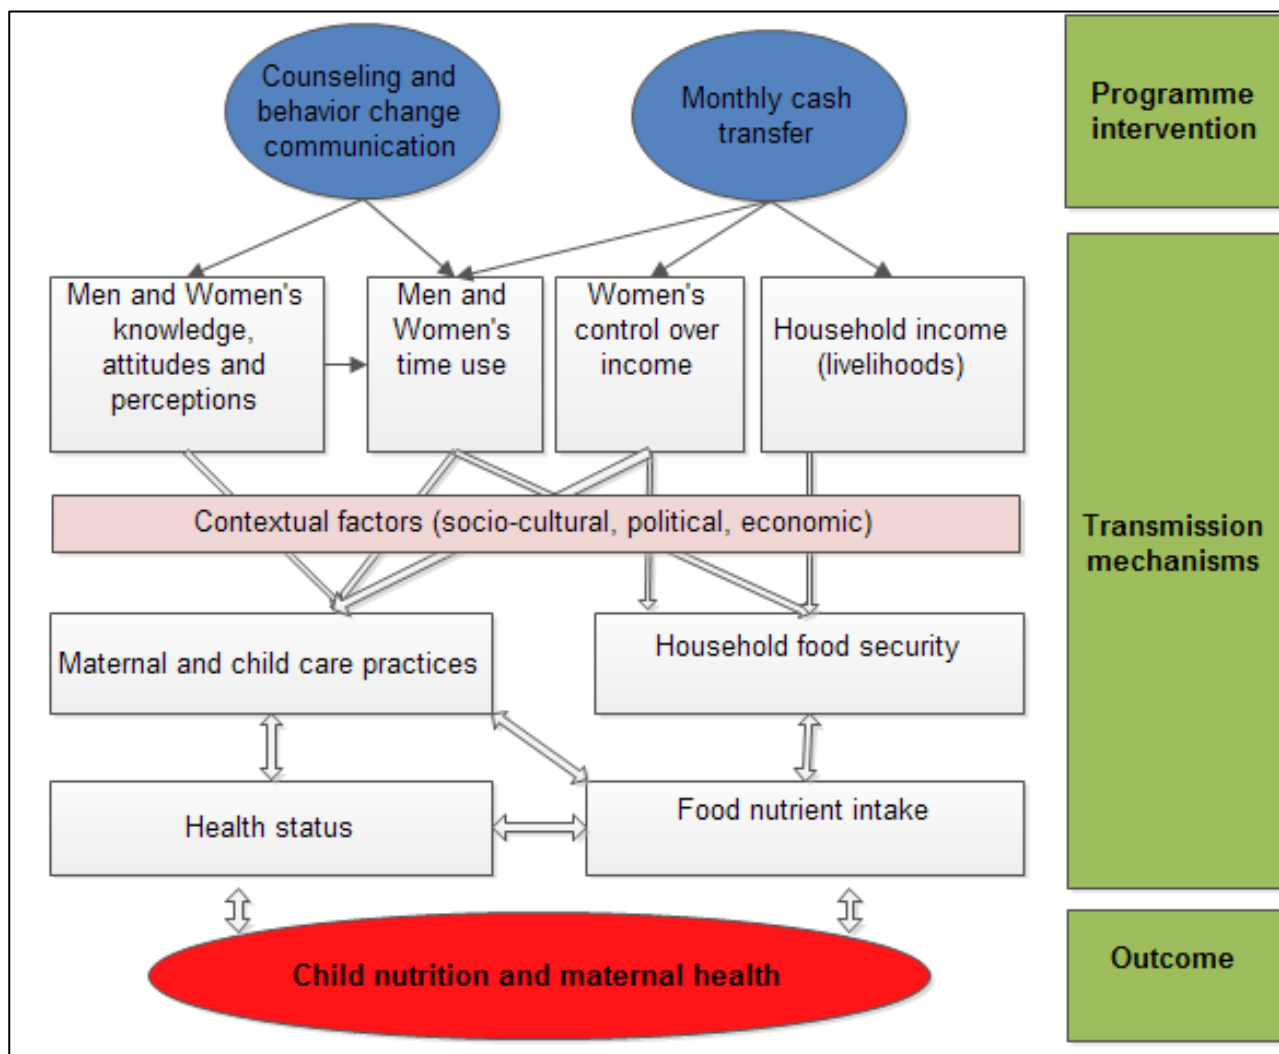 Counseling and
behavior change
communication
Monthly cash
transfer
Programme
intervention
Men and Women's
knowledge,
attitudes and
perceptions
Men and
Women's
time use
Women's
control over
income
Household income
(livelihoods)
Contextual factors (socio-cultural, political, economic)
Transmission
mechanisms
Maternal and child care practices
Household food security
Health status
Food nutrient intake
Child nutrition and maternal health
Outcome